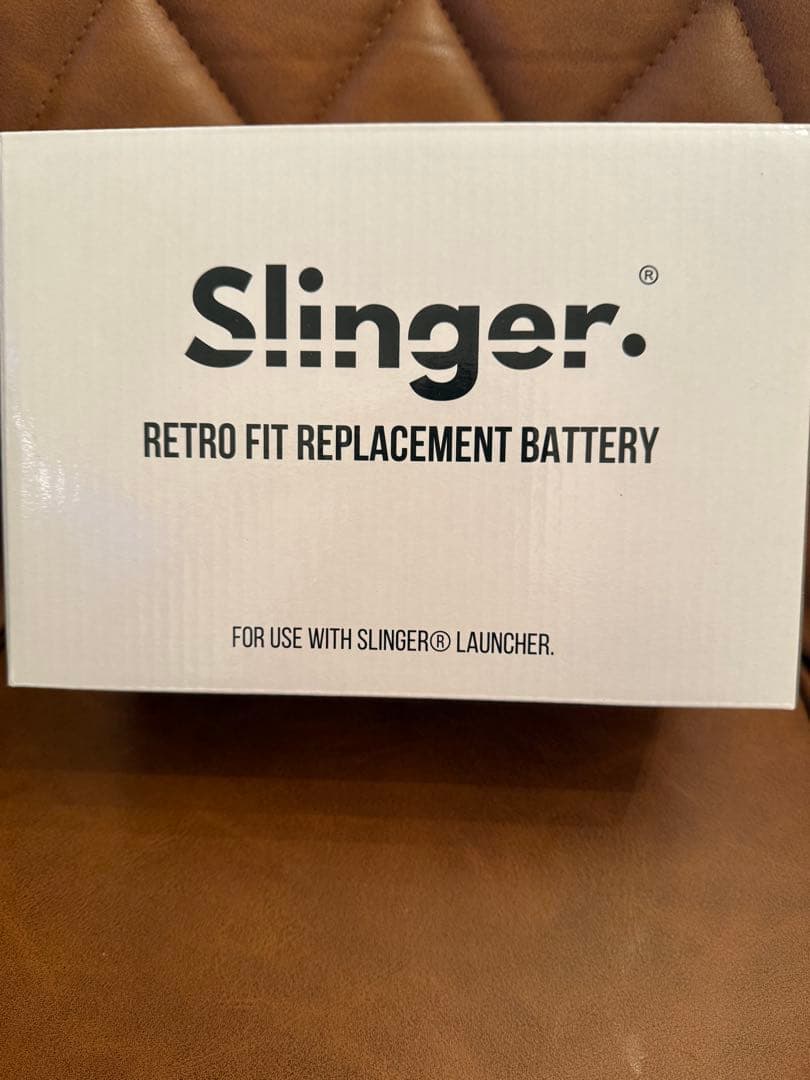 Slinger.®
RETRO FIT REPLACEMENT BATTERY
FOR USE WITH SLINGER® LAUNCHER.